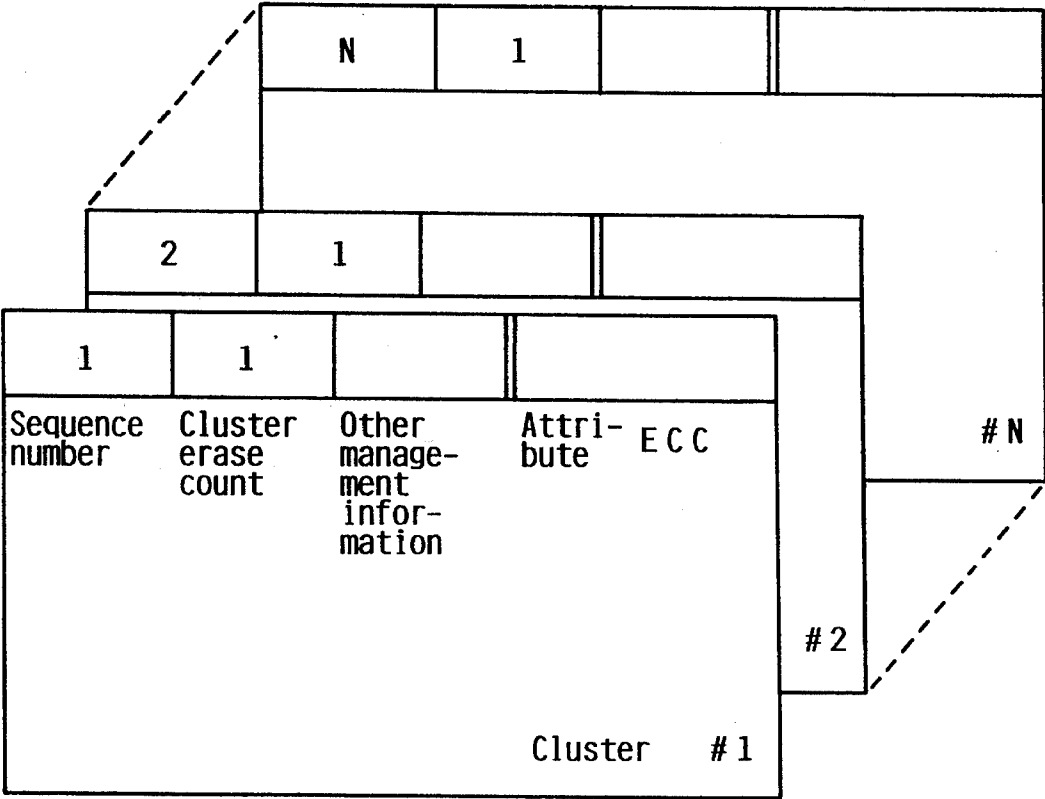 N 1
2 1
1 1
Sequence
number
Cluster
erase
count
Other
manage-
ment
infor-
mation
Attri-
bute
ECC
#N
#2
Cluster #1